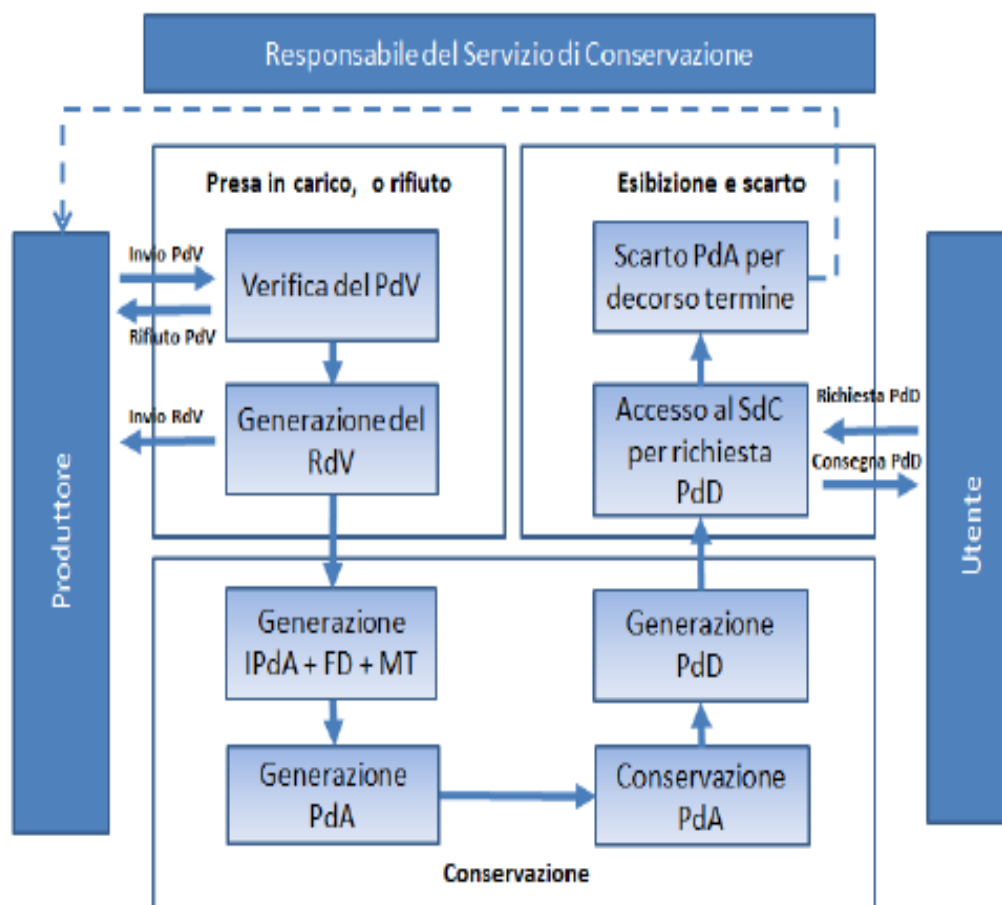 Responsabile del Servizio di Conservazione
Presa in carico, o rifiuto
Esibizione e scarto
Produttore
Invio PdV
Rifiuto PdV
Verifica del PdV
Invio RdV
Generazione del
RdV
Scarto PdA per
decorso termine
Accesso al SdC
per richiesta
PdD
Richiesta PdD
Consegna PdD
Utente
Generazione
IPdA + FD + MT
Generazione
PdD
Generazione
PdA
Conservazione
PdA
Conservazione